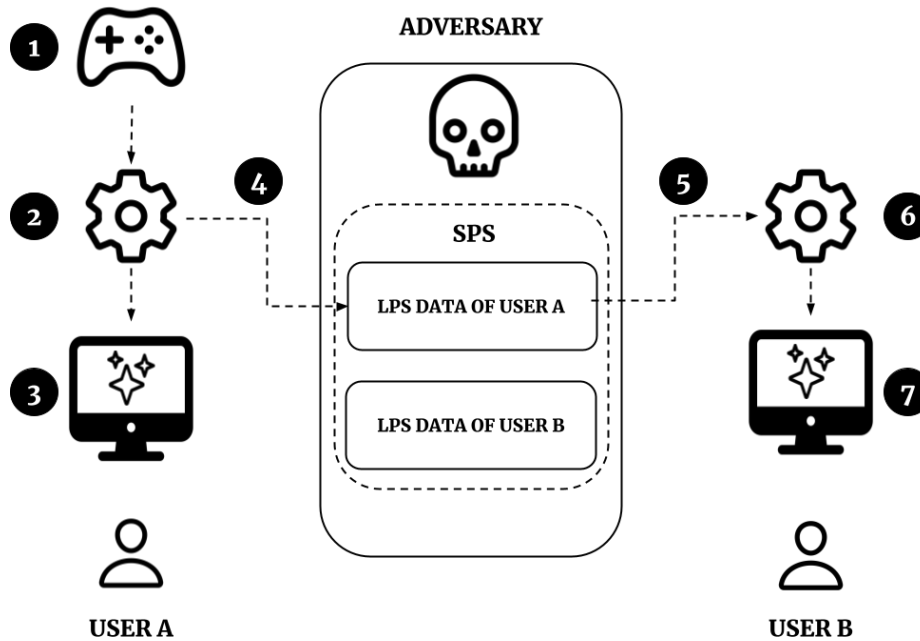 ADVERSARY
1
2
4
5
6
SPS
LPS DATA OF USER A
3
7
LPS DATA OF USER B
USER A
USER B